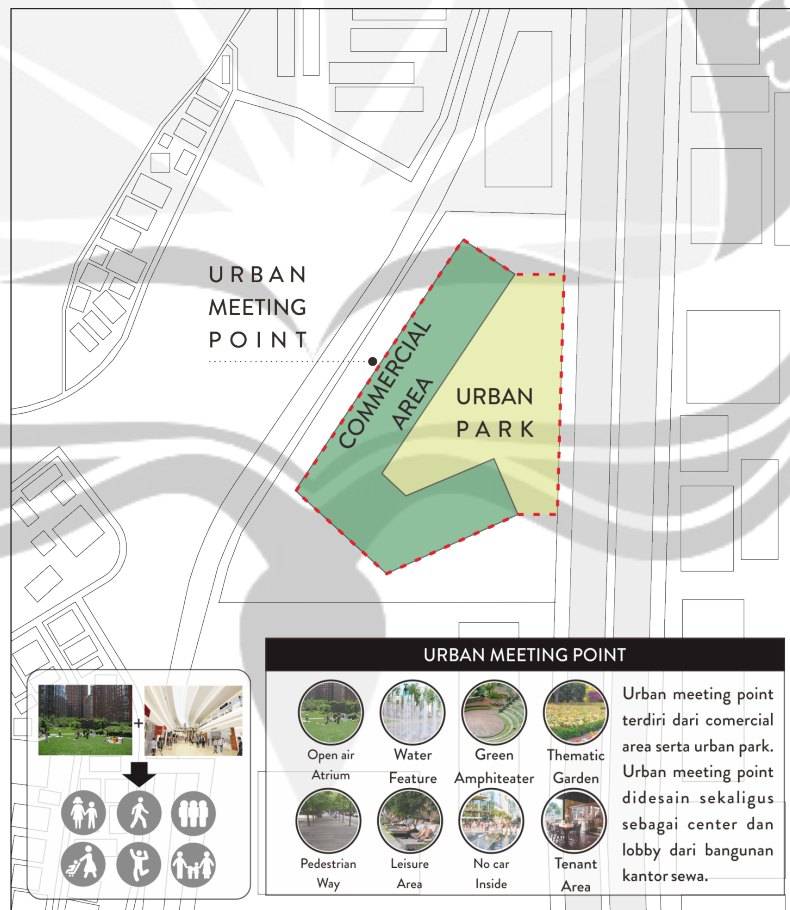 URBAN
MEETING
POINT
COMMERCIAL
AREA
URBAN
PARK
URBAN MEETING POINT
Open air
Atrium
Water
Feature
Green
Amphiteater
Thematic
Garden
Pedestrian
Way
Leisure
Area
No car
Inside
Tenant
Area
Urban meeting point
terdiri dari comercial
area serta urban park.
Urban meeting point
didesain sekaligus
sebagai center dan
lobby dari bangunan
kantor sewa.
+